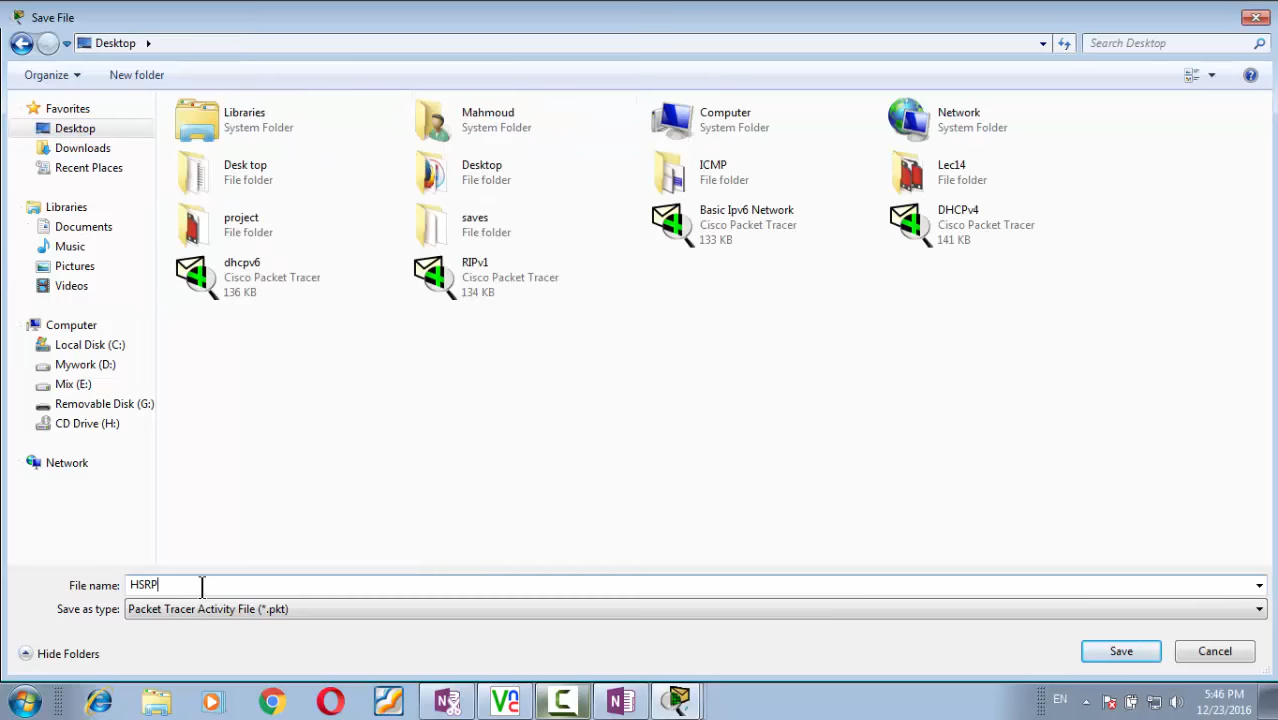 Save File
Desktop
Search Desktop
Organize
New folder
Favorites
Desktop
Downloads
Recent Places
Libraries
Documents
Music
Pictures
Videos
Computer
Local Disk (C:)
Mywork (D:)
Mix (E:)
Removable Disk (G:)
CD Drive (H:)
Network
Libraries
System Folder
Mahmoud
System Folder
Computer
System Folder
Network
System Folder
Desk top
File folder
Desktop
File folder
ICMP
File folder
Lec14
File folder
project
File folder
saves
File folder
Basic Ipv6 Network
Cisco Packet Tracer
133 KB
DHCPv4
Cisco Packet Tracer
141 KB
dhcpv6
Cisco Packet Tracer
136 KB
RIPv1
Cisco Packet Tracer
134 KB
File name: HSRP
Save as type: Packet Tracer Activity File (*.pkt)
Hide Folders
Save
Cancel
EN
5:46 PM
12/23/2016